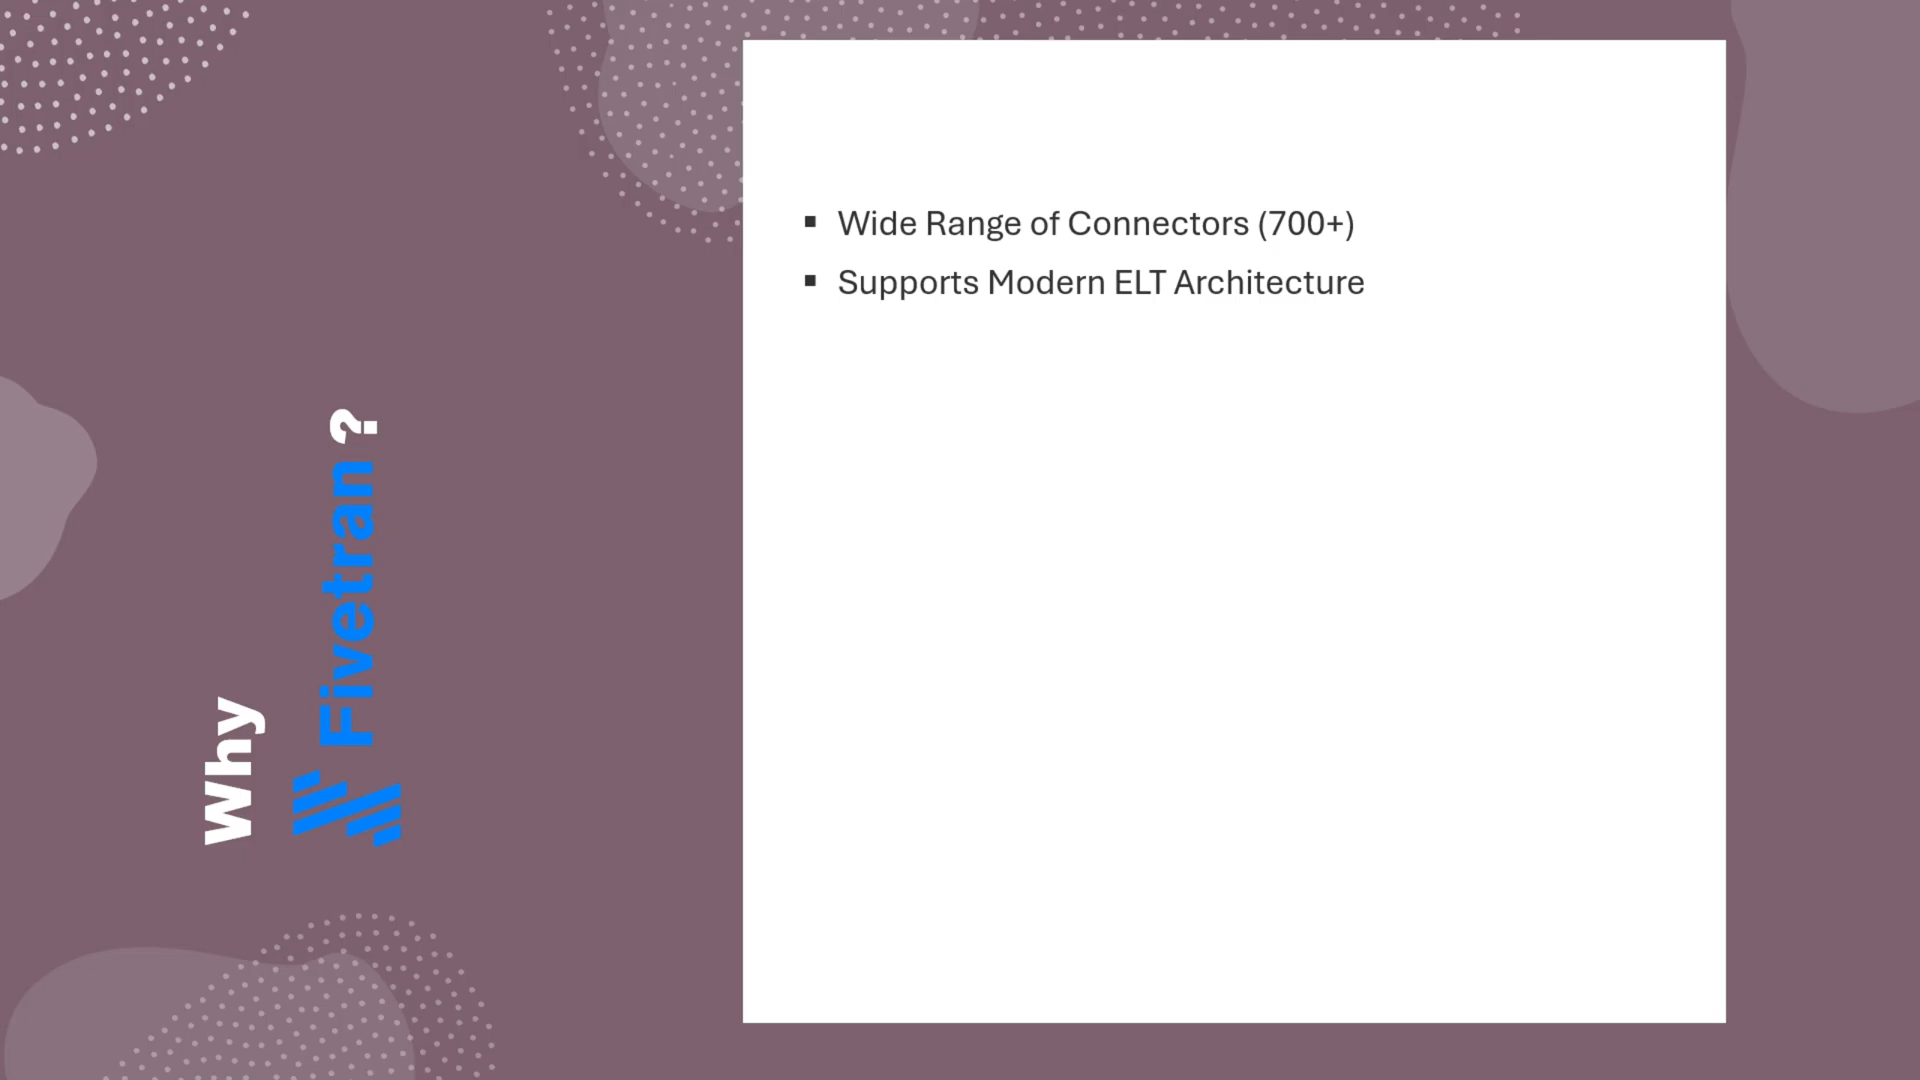 Why
Fivetran ?
▪ Wide Range of Connectors (700+)
▪ Supports Modern ELT Architecture